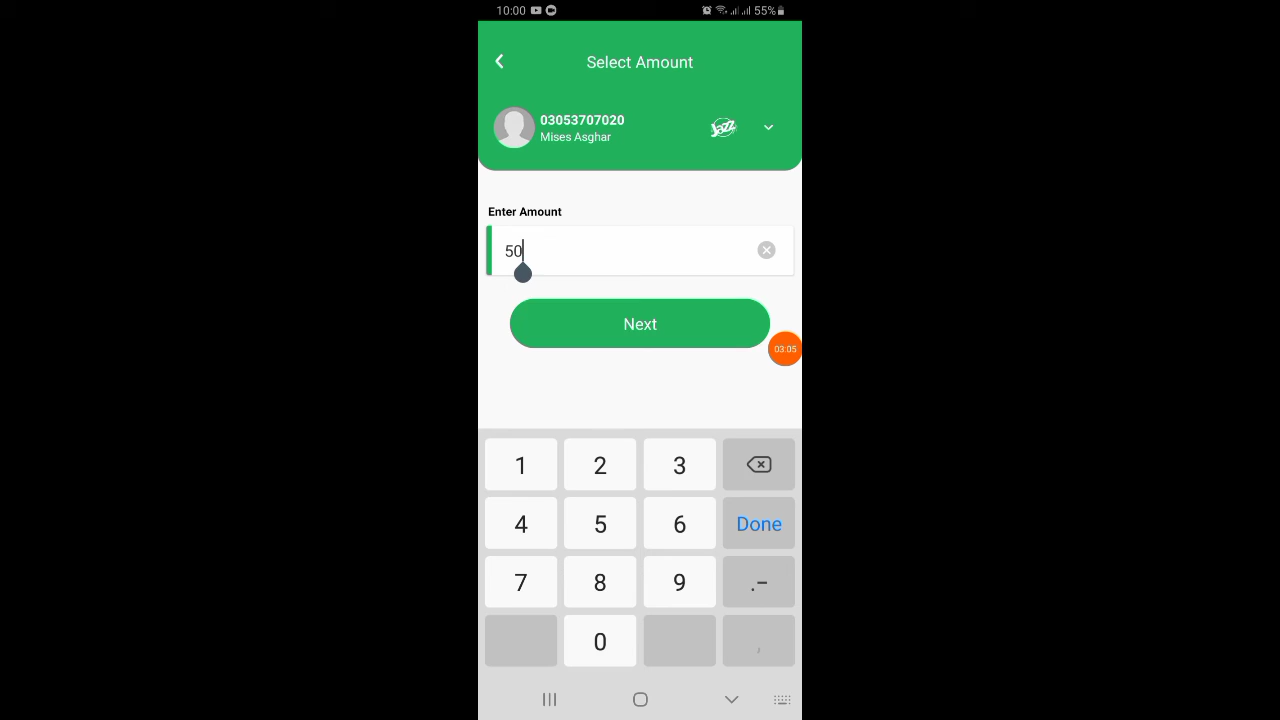 10:00 55%
Select Amount
03053707020
Mises Asghar
Jazz
Enter Amount
50
Next
03:05
1 2 3
4 5 6 Done
7 8 9 .-
0 ,